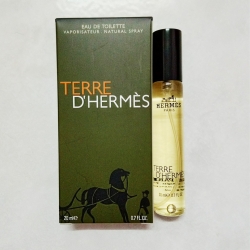 EAU DE TOILETTE
VAPORISATEUR . NATURAL SPRAY
TERRE
D'HERMÈS
20 ml e 0.7 FL.OZ.
HERMÈS
PARIS
TERRE
D'HERMÈS